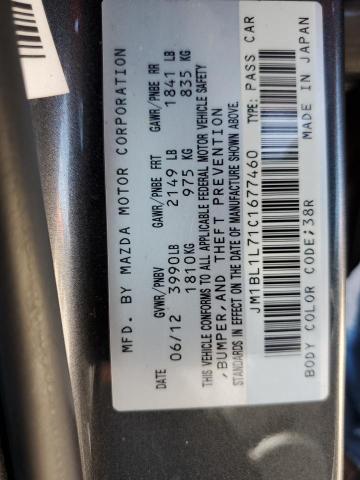 MFD. BY MAZDA MOTOR CORPORATION
GVWR/PNBV GAWR/PNBE FRT GAWR/PNBE RR
DATE 06/12 3990LB 2149 LB 1841 LB
1810KG 975 KG 835 KG
THIS VEHICLE CONFORMS TO ALL APPLICABLE FEDERAL MOTOR VEHICLE SAFETY
,BUMPER,AND THEFT PREVENTION
STANDARDS IN EFFECT ON THE DATE OF MANUFACTURE SHOWN ABOVE.
JM1BL1L71C1677460 TYPE: PASS CAR
BODY COLOR CODE;38R MADE IN JAPAN